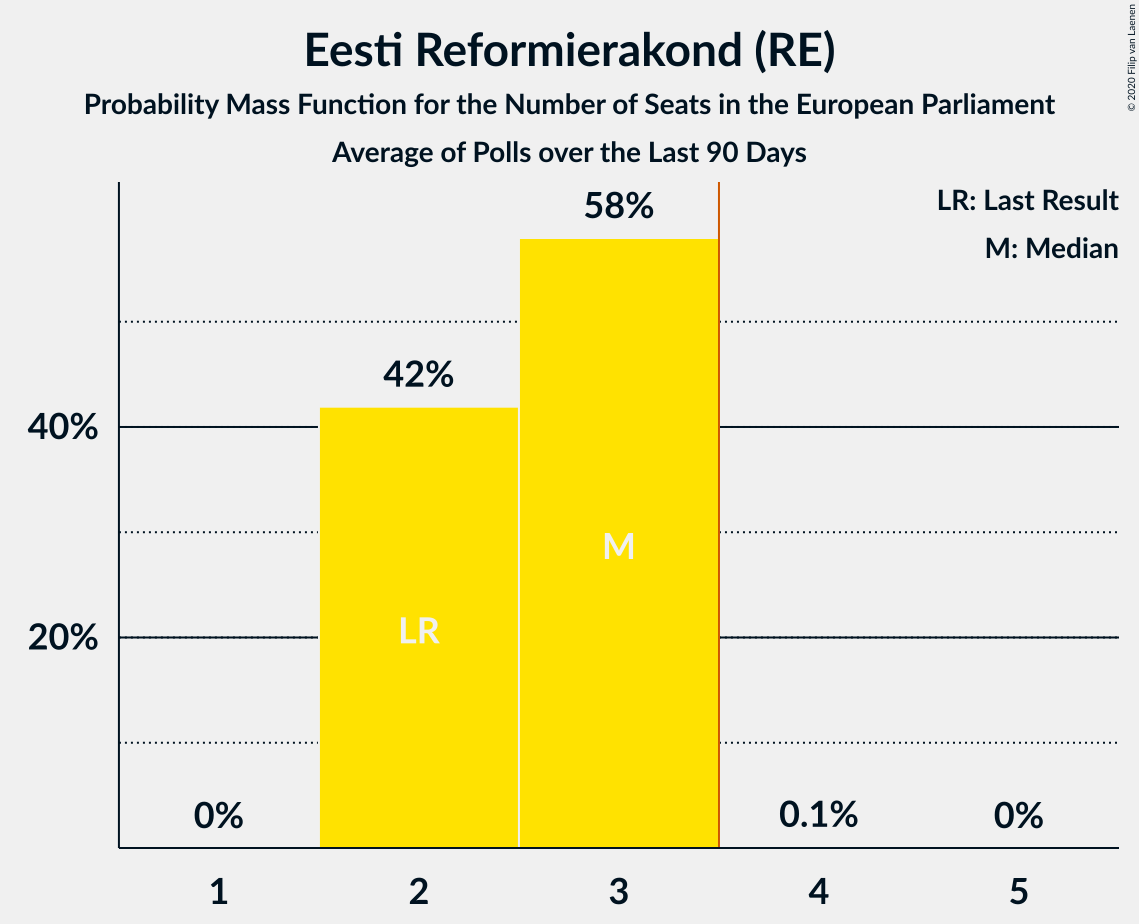 Eesti Reformierakond (RE)
Probability Mass Function for the Number of Seats in the European Parliament
Average of Polls over the Last 90 Days
© 2020 Filip van Laenen
LR: Last Result
M: Median
58%
42%
40%
M
LR
20%
0%
0.1%
0%
1 2 3 4 5